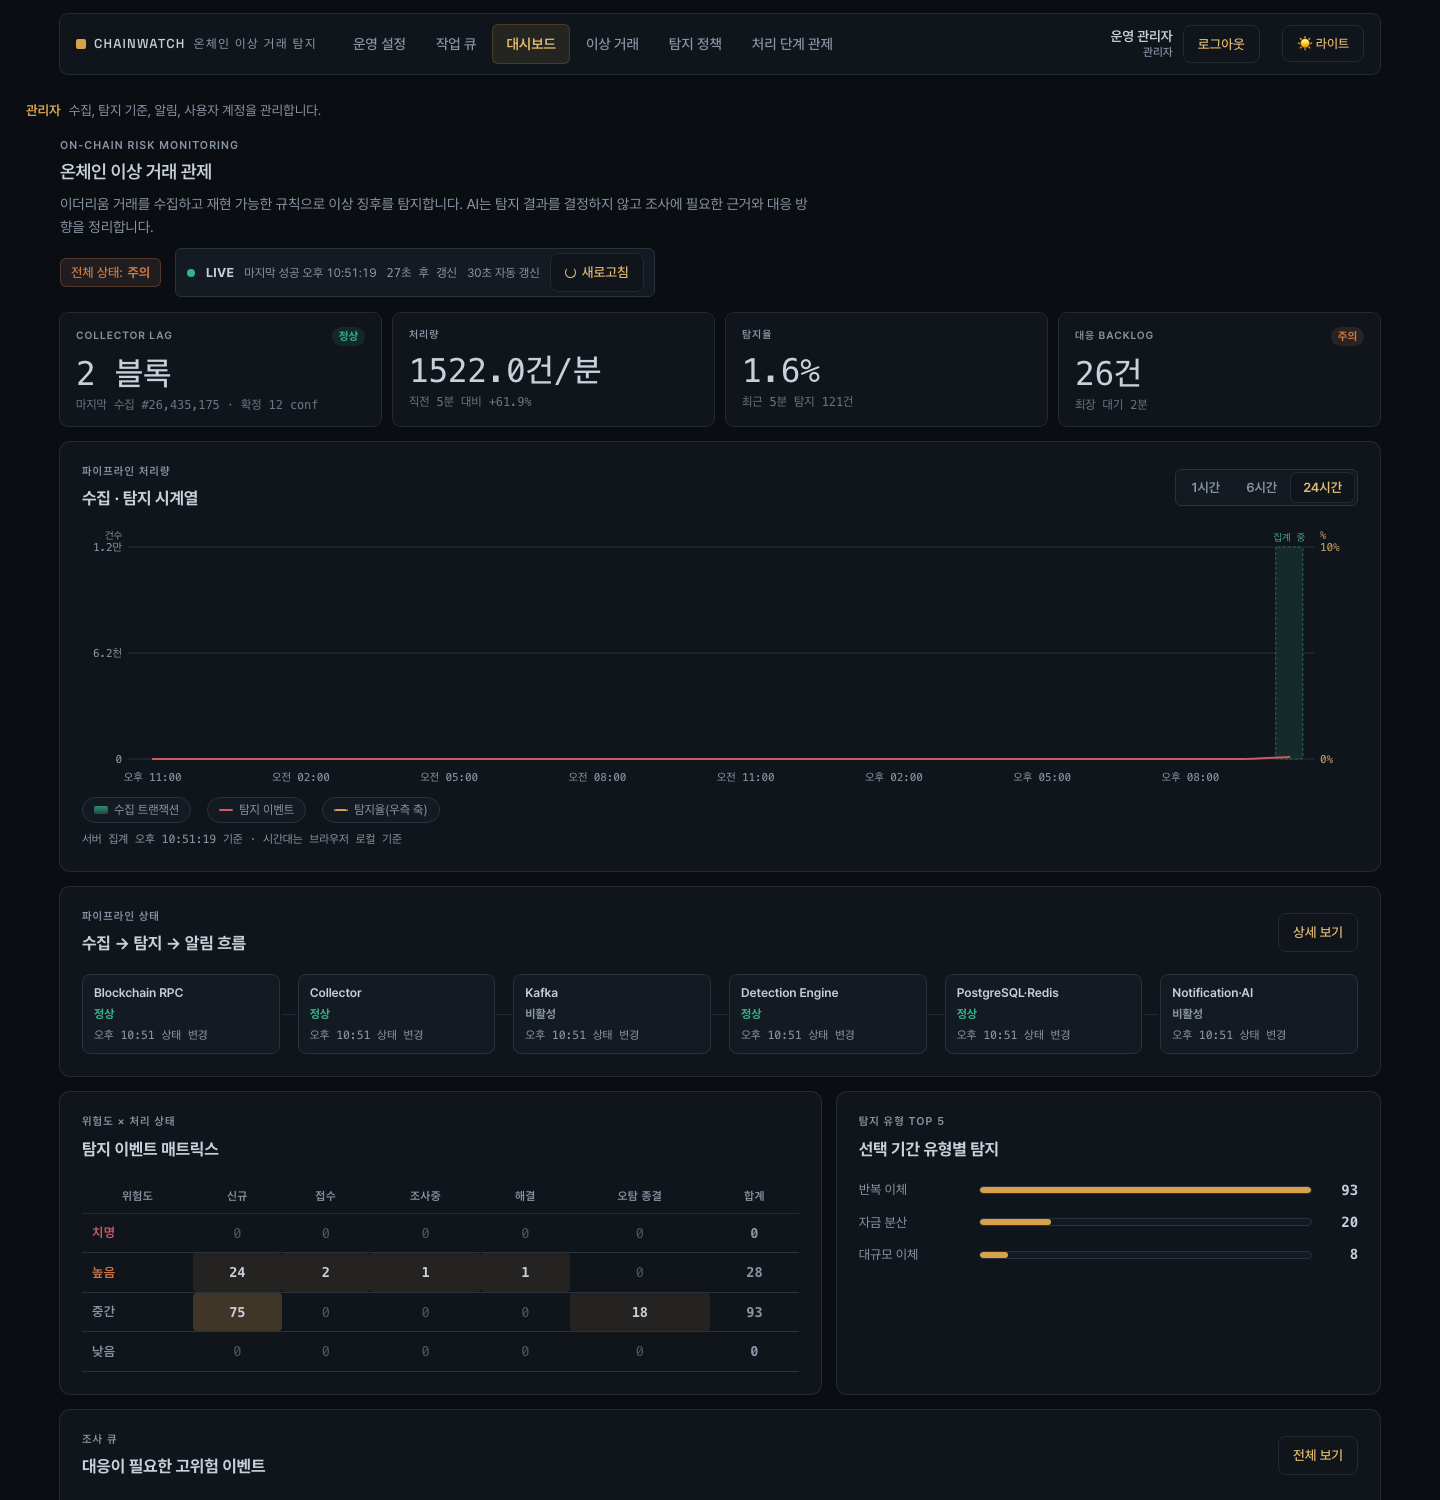 CHAINWATCH 온체인 이상 거래 탐지
운영 설정
작업 큐
대시보드
이상 거래
탐지 정책
처리 단계 관제
운영 관리자
관리자
로그아웃
라이트
관리자 수집, 탐지 기준, 알림, 사용자 계정을 관리합니다.
ON-CHAIN RISK MONITORING
온체인 이상 거래 관제
이더리움 거래를 수집하고 재현 가능한 규칙으로 이상 징후를 탐지합니다. AI는 탐지 결과를 결정하지 않고 조사에 필요한 근거와 대응 방
향을 정리합니다.
전체 상태: 주의
LIVE 마지막 성공 오후 10:51:19 27초 후 갱신 30초 자동 갱신 새로고침
COLLECTOR LAG 정상
2 블록
마지막 수집 #26,435,175 · 확정 12 conf
처리량
1522.0건/분
직전 5분 대비 +61.9%
탐지율
1.6%
최근 5분 탐지 121건
대응 BACKLOG 주의
26건
최장 대기 2분
파이프라인 처리량
수집 · 탐지 시계열
1시간 6시간 24시간
건수
1.2만
6.2천
0
집계 중
%
10%
0%
오후 11:00 오전 02:00 오전 05:00 오전 08:00 오전 11:00 오후 02:00 오후 05:00 오후 08:00
수집 트랜잭션 탐지 이벤트 탐지율(우측 축)
서버 집계 오후 10:51:19 기준 · 시간대는 브라우저 로컬 기준
파이프라인 상태
수집 → 탐지 → 알림 흐름
상세 보기
Blockchain RPC
정상
오후 10:51 상태 변경
Collector
정상
오후 10:51 상태 변경
Kafka
비활성
오후 10:51 상태 변경
Detection Engine
정상
오후 10:51 상태 변경
PostgreSQL·Redis
정상
오후 10:51 상태 변경
Notification·AI
비활성
오후 10:51 상태 변경
위험도 × 처리 상태
탐지 이벤트 매트릭스
위험도 신규 접수 조사중 해결 오탐 종결 합계
치명 0 0 0 0 0 0
높음 24 2 1 1 0 28
중간 75 0 0 0 18 93
낮음 0 0 0 0 0 0
탐지 유형 TOP 5
선택 기간 유형별 탐지
반복 이체 93
자금 분산 20
대규모 이체 8
조사 큐
대응이 필요한 고위험 이벤트
전체 보기